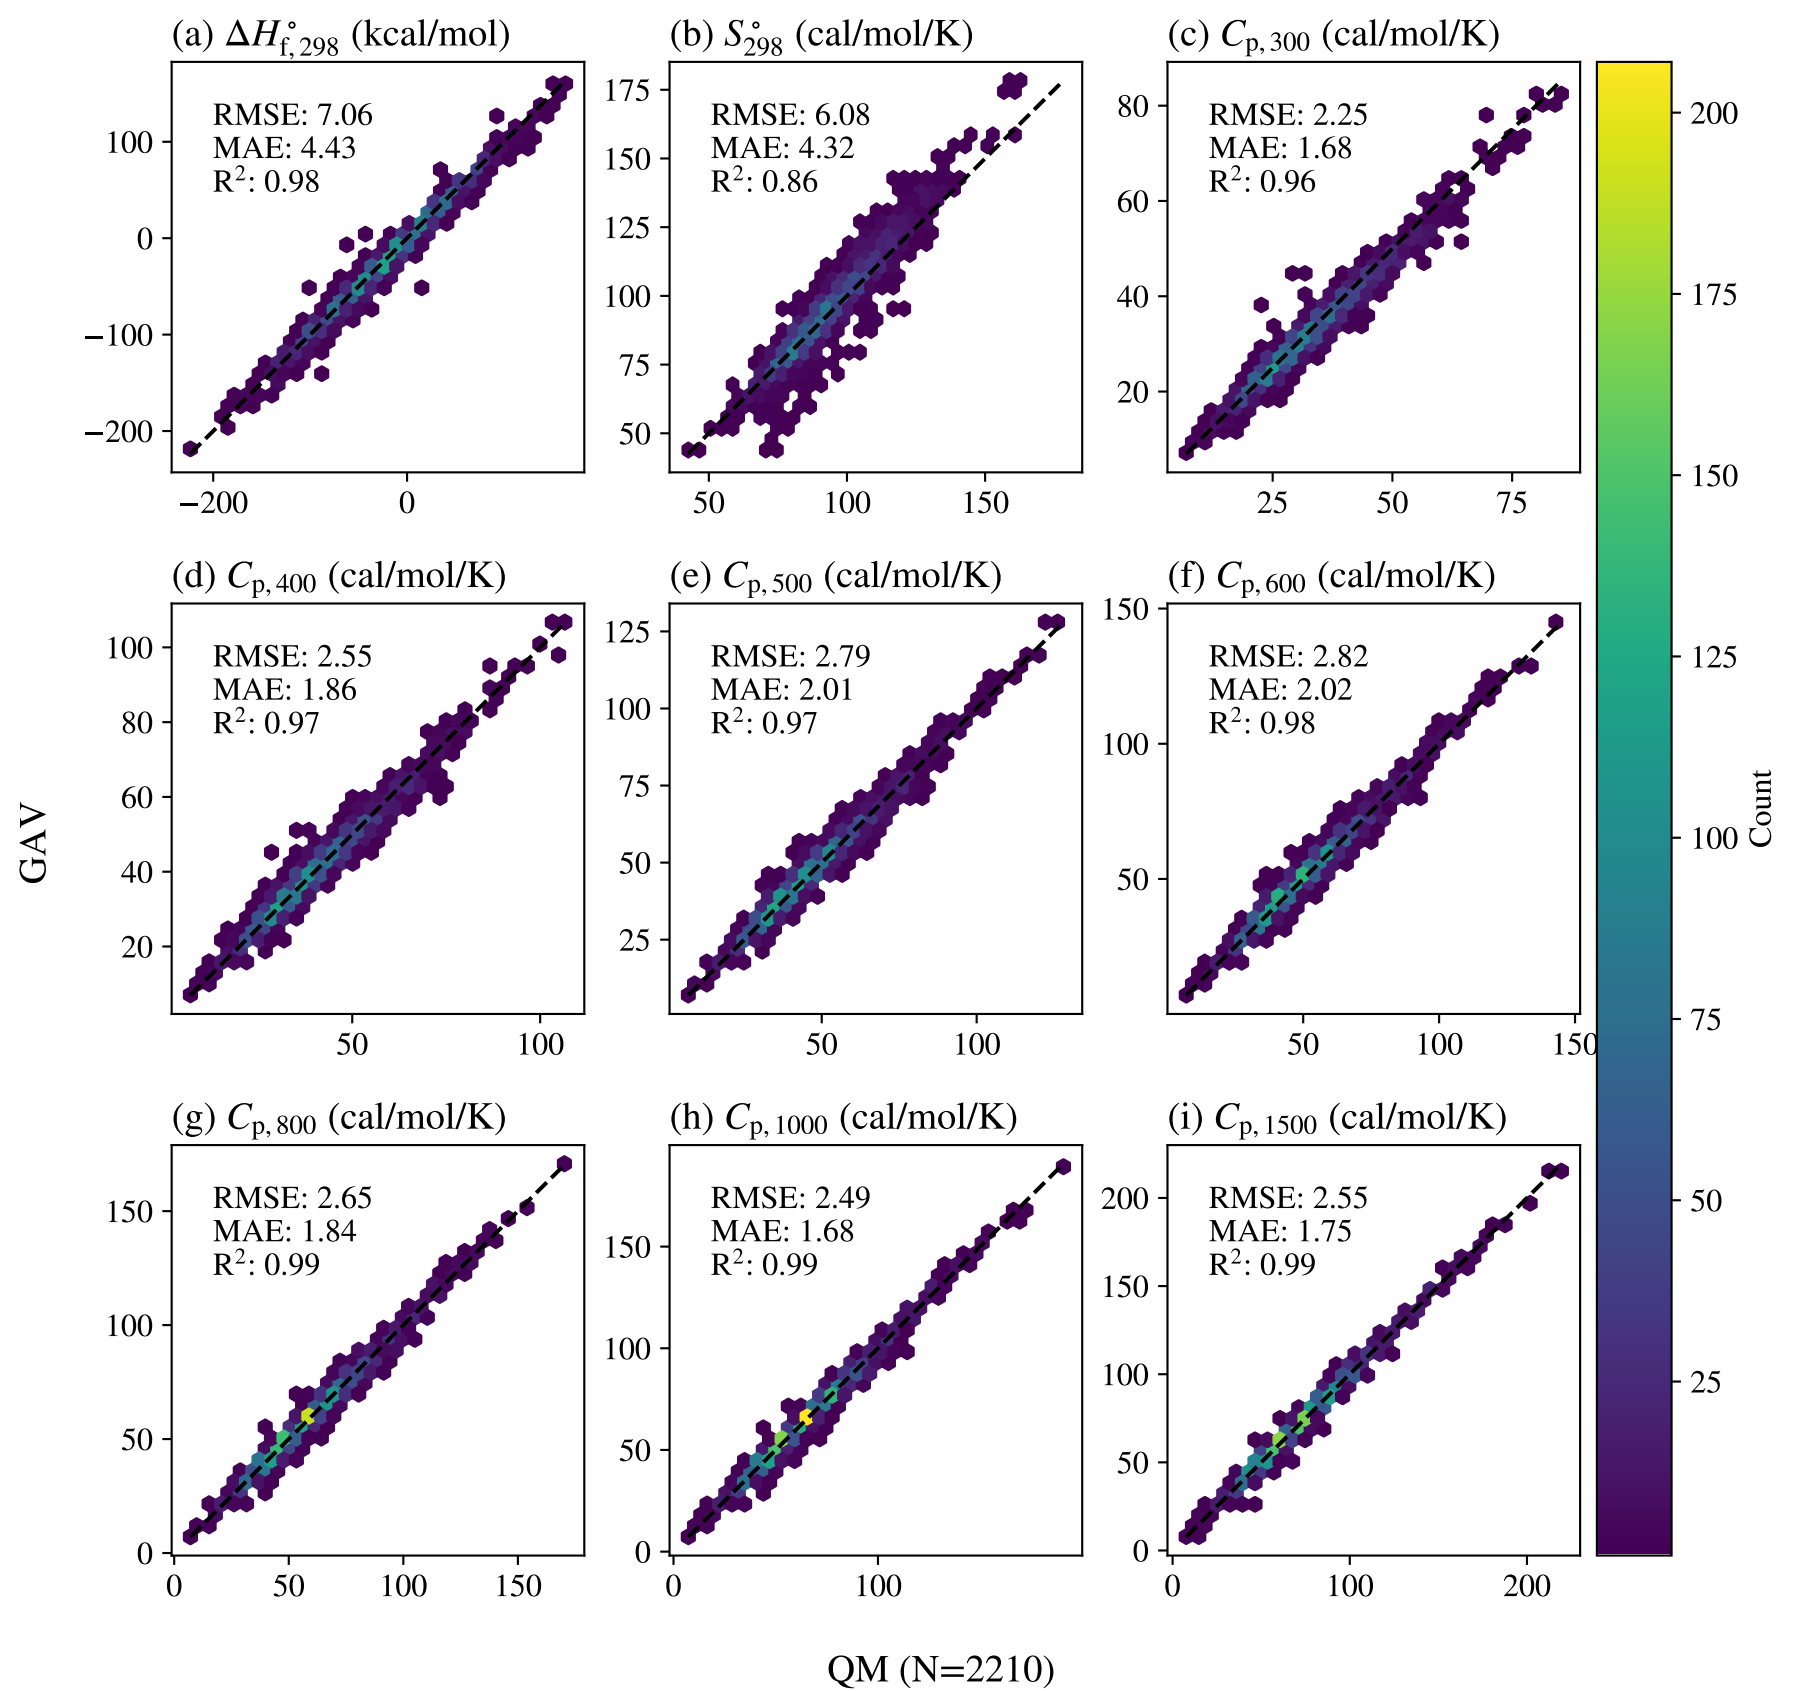 (a) ΔH°f,298 (kcal/mol)
RMSE: 7.06
MAE: 4.43
R²: 0.98
100
0
−100
−200
−200 0
(b) S°298 (cal/mol/K)
RMSE: 6.08
MAE: 4.32
R²: 0.86
175
150
125
100
75
50
50 100 150
(c) Cp,300 (cal/mol/K)
RMSE: 2.25
MAE: 1.68
R²: 0.96
80
60
40
20
25 50 75
(d) Cp,400 (cal/mol/K)
RMSE: 2.55
MAE: 1.86
R²: 0.97
100
80
60
40
20
50 100
(e) Cp,500 (cal/mol/K)
RMSE: 2.79
MAE: 2.01
R²: 0.97
125
100
75
50
25
50 100
(f) Cp,600 (cal/mol/K)
RMSE: 2.82
MAE: 2.02
R²: 0.98
150
100
50
50 100 150
(g) Cp,800 (cal/mol/K)
RMSE: 2.65
MAE: 1.84
R²: 0.99
150
100
50
0
0 50 100 150
(h) Cp,1000 (cal/mol/K)
RMSE: 2.49
MAE: 1.68
R²: 0.99
150
100
50
0
0 100
(i) Cp,1500 (cal/mol/K)
RMSE: 2.55
MAE: 1.75
R²: 0.99
200
150
100
50
0
0 100 200
200
175
150
125
100
75
50
25
Count
GAV
QM (N=2210)